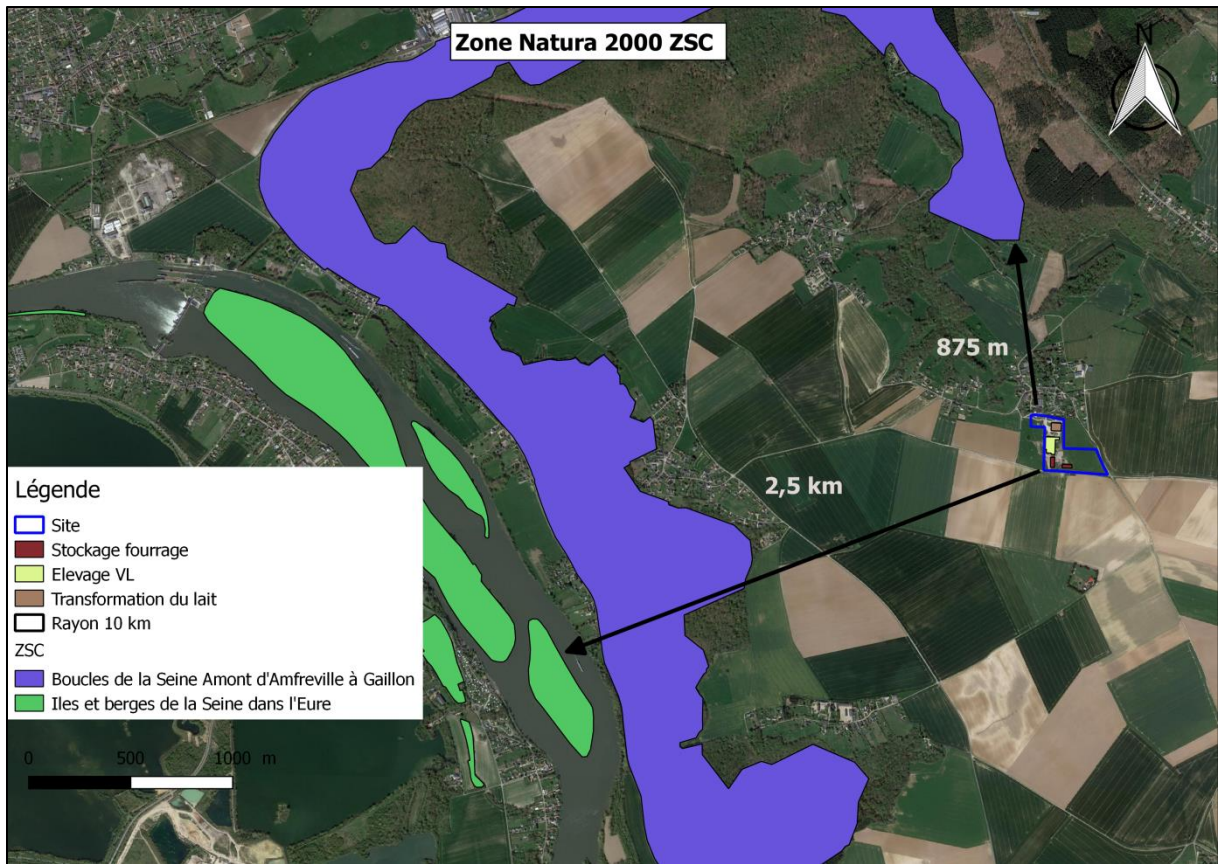 Zone Natura 2000 ZSC
N
875 m
2,5 km
Légende
Site
Stockage fourrage
Elevage VL
Transformation du lait
Rayon 10 km
ZSC
Boucles de la Seine Amont d'Amfreville à Gaillon
Iles et berges de la Seine dans l'Eure
0 500 1000 m